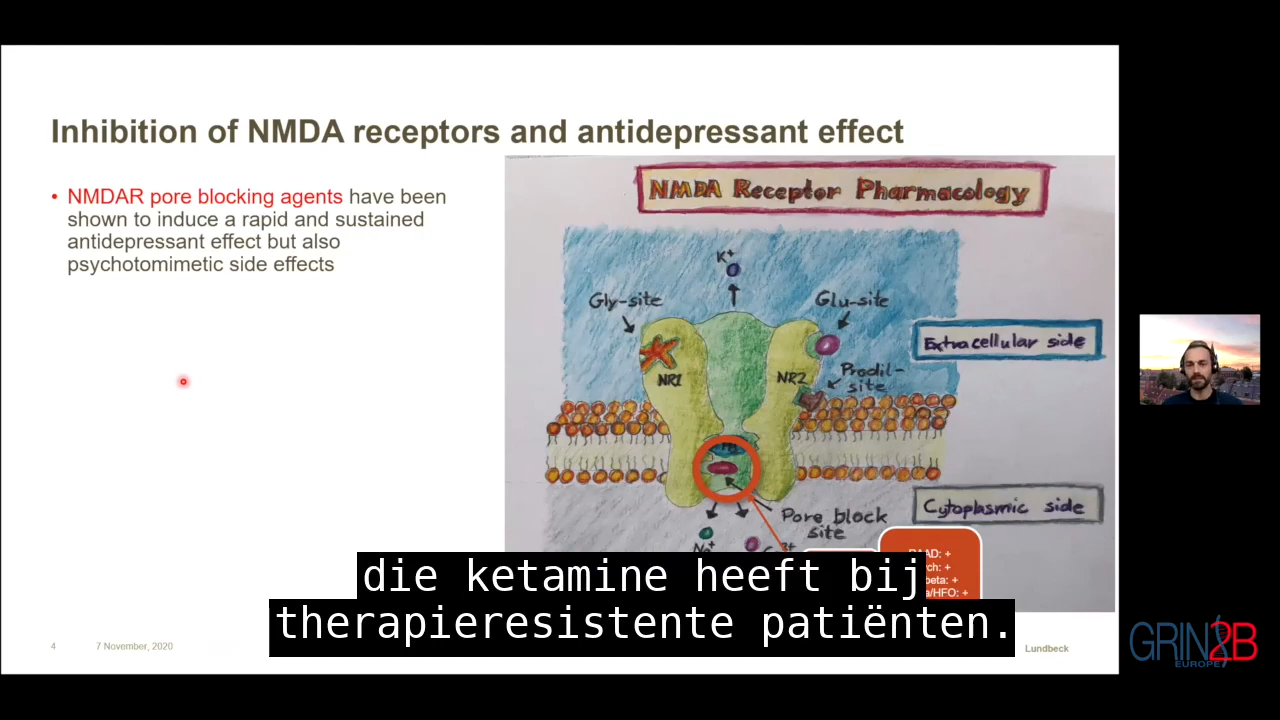 Inhibition of NMDA receptors and antidepressant effect
• NMDAR pore blocking agents have been
shown to induce a rapid and sustained
antidepressant effect but also
psychotomimetic side effects
NMDA Receptor Pharmacology
K+
Gly-site
Glu-site
Extracellular side
NR1
NR2
Prodil-
site
Cytoplasmic side
Pore block
site
die ketamine heeft bij
therapieresistente patiënten.
4
7 November, 2020
Lundbeck
GRIN2B
EUROPE